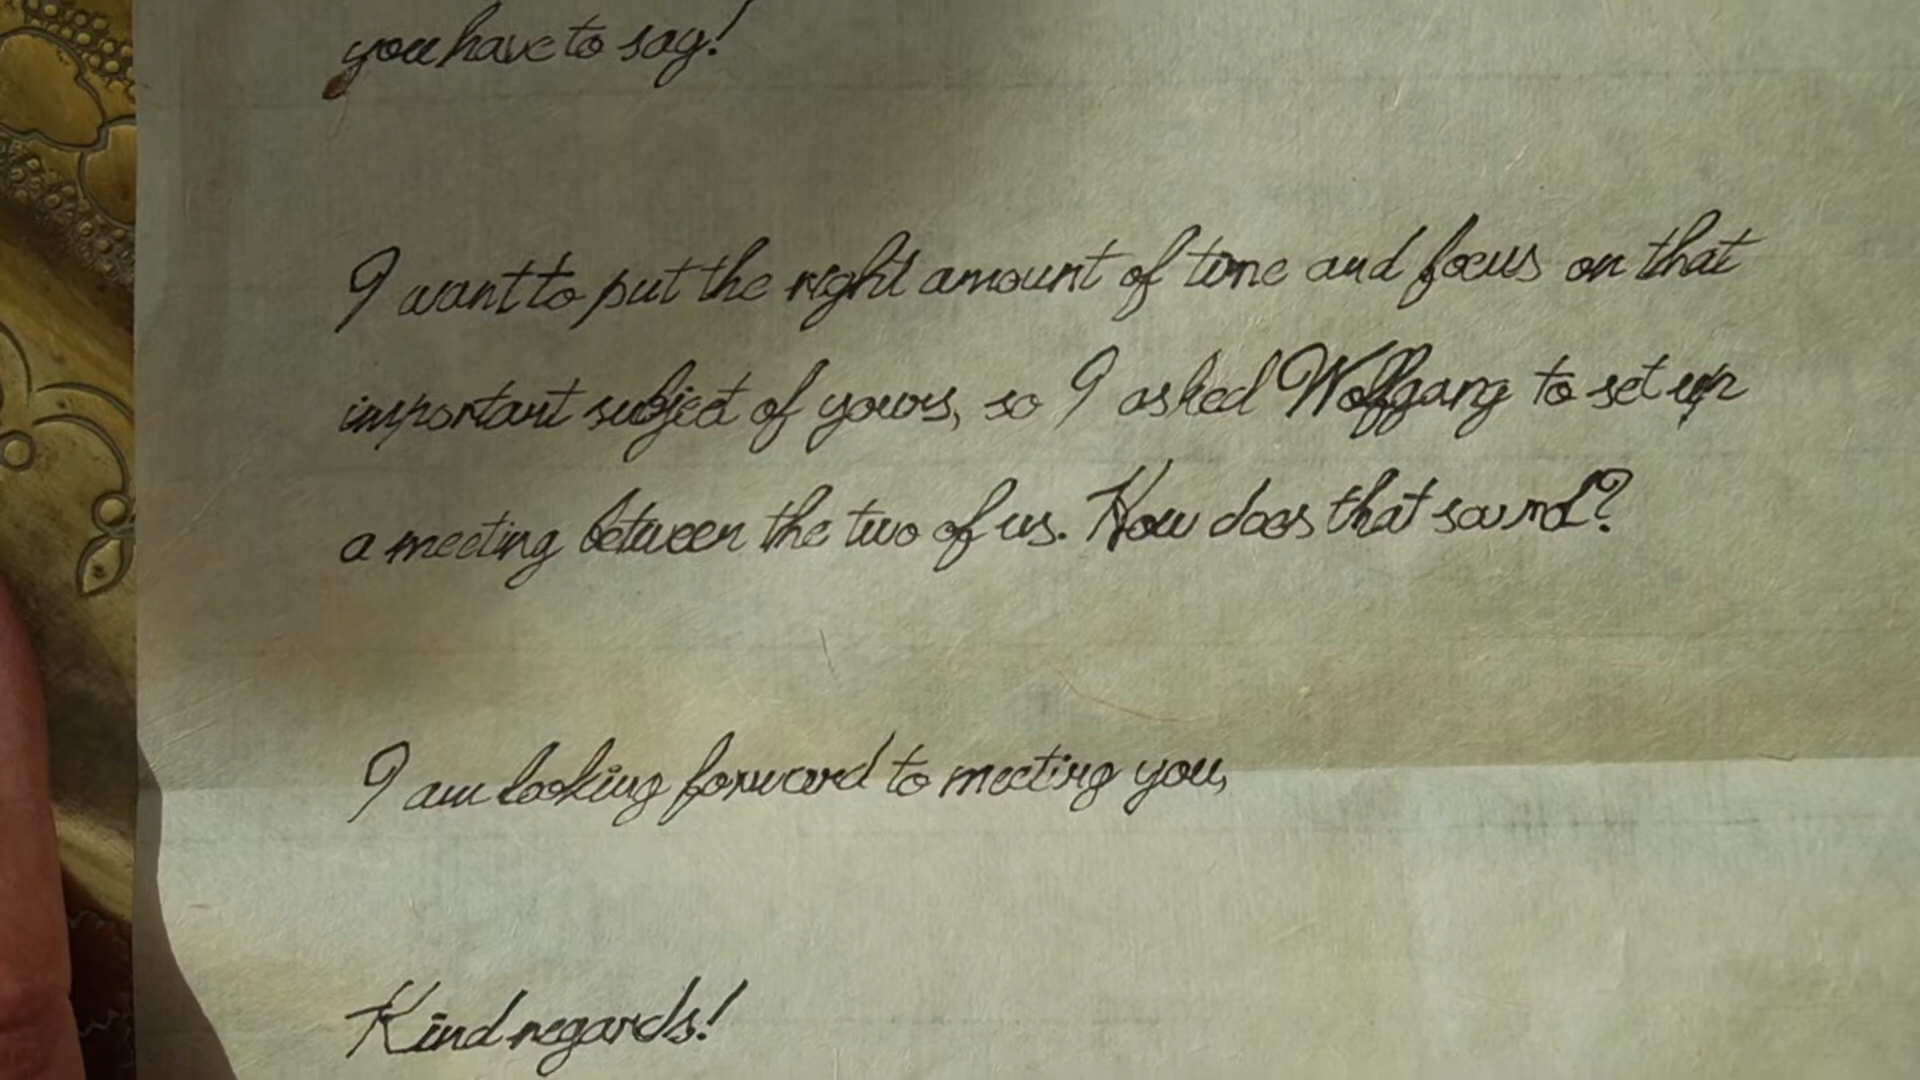 you have to say!
I want to put the right amount of time and focus on that
important subject of yours, so I asked Wolfgang to set up
a meeting between the two of us. How does that sound?
I am looking forward to meeting you,
Kind regards!